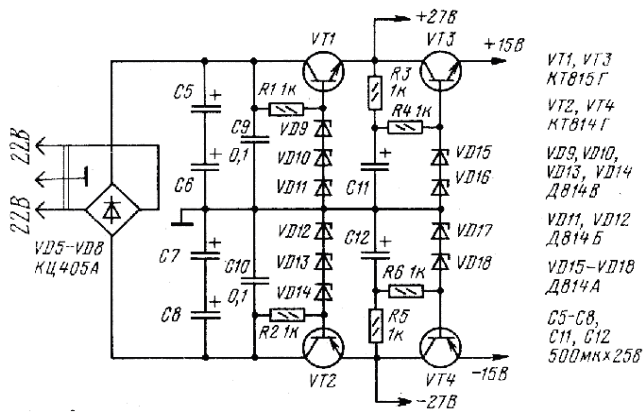 +27В
VT1
VT3
+15В
R1 1к
R3
1к
R4 1к
C5
C9
0,1
VD9
VD10
VD11
C6
C11
VD15
VD16
22В
22В
VD5–VD8
КЦ405А
C7
C10
0,1
C8
VD12
VD13
VD14
C12
VD17
VD18
R6 1к
R2 1к
R5
1к
VT2
VT4
–15В
–27В
VT1, VT3
КТ815Г
VT2, VT4
КТ814Г
VD9, VD10,
VD13, VD14
Д814В
VD11, VD12
Д814Б
VD15–VD18
Д814А
C5–C8,
C11, C12
500мк×25В